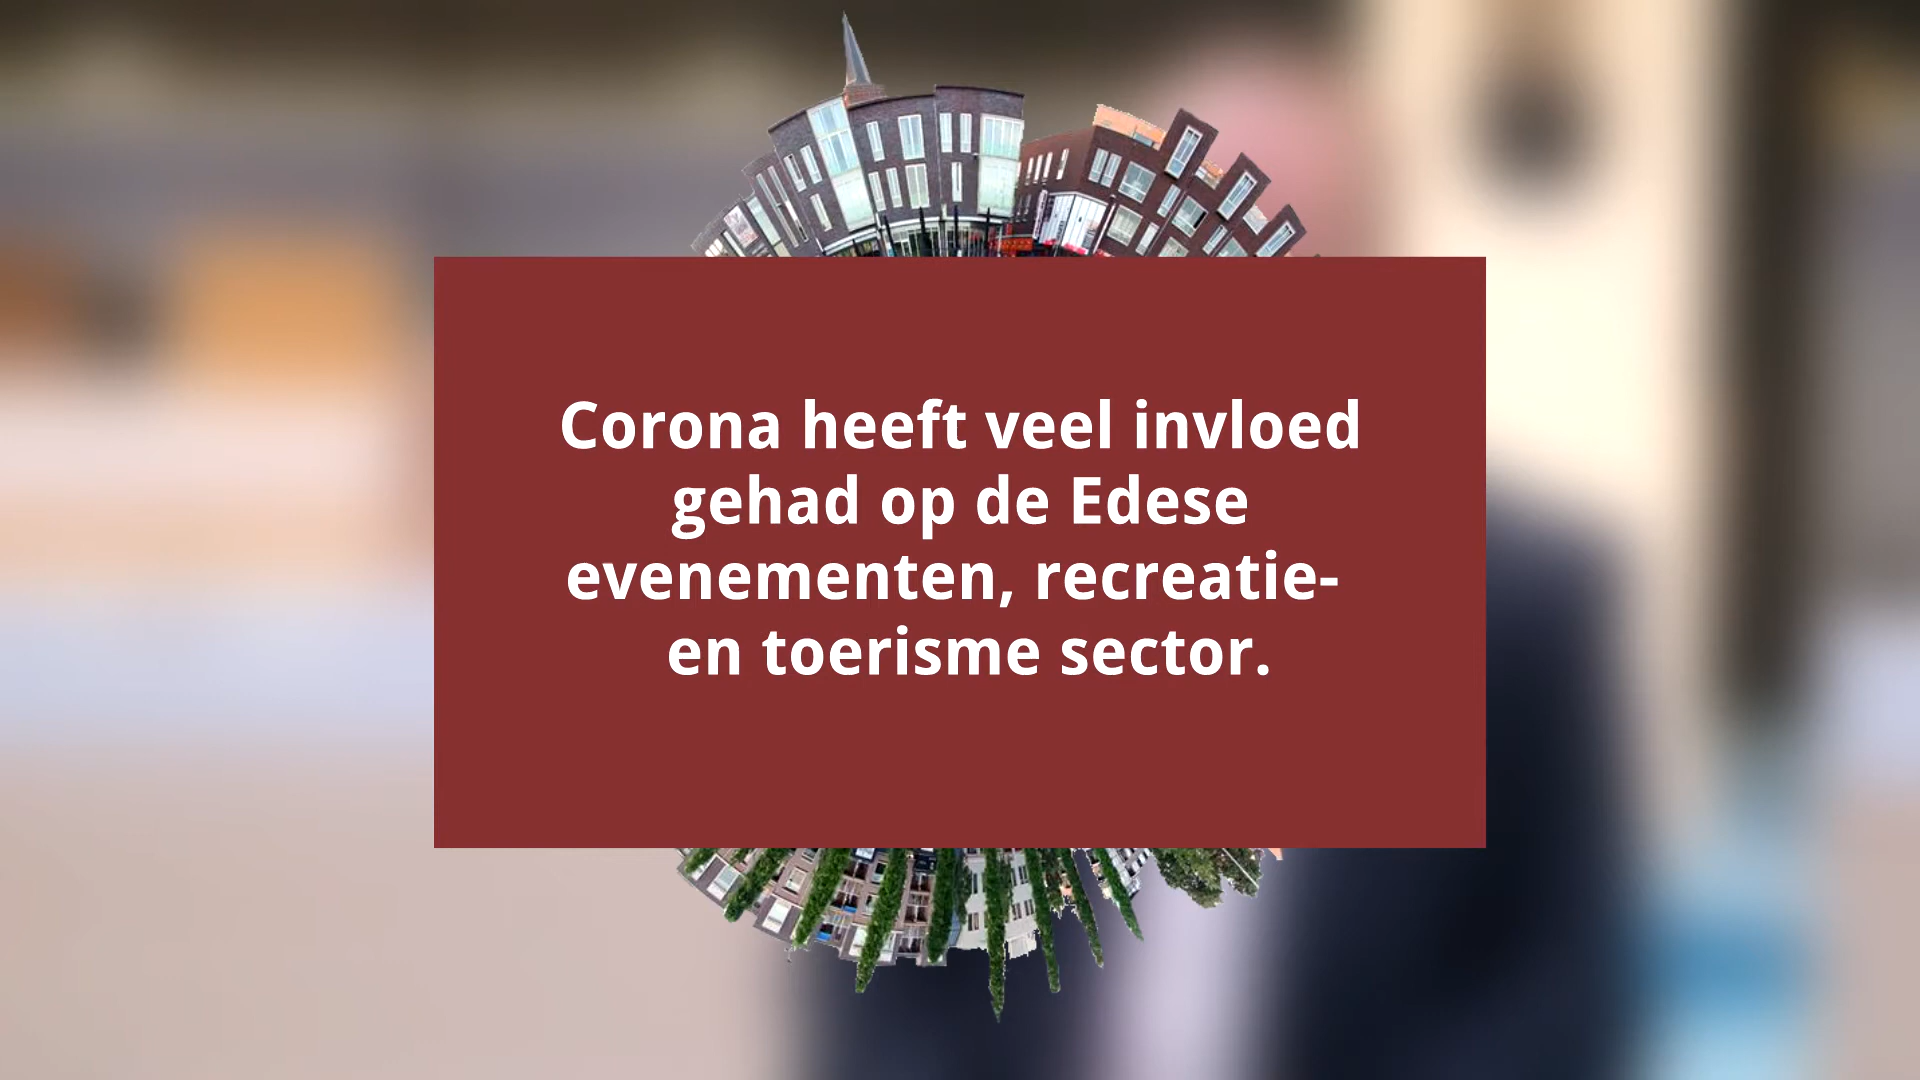 Corona heeft veel invloed
gehad op de Edese
evenementen, recreatie-
en toerisme sector.